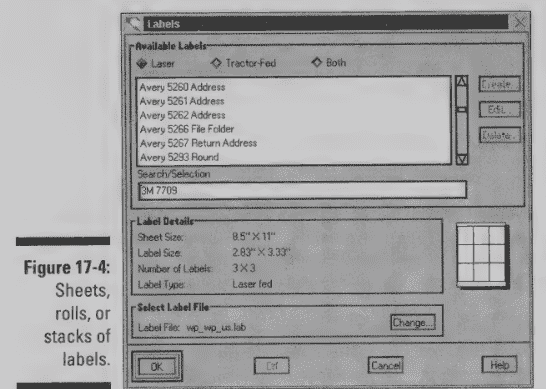 Labels
Available Labels
Laser
Tractor-Fed
Both
Avery 5260 Address
Avery 5261 Address
Avery 5262 Address
Avery 5266 File Folder
Avery 5267 Return Address
Avery 5293 Round
Create...
Edit...
Delete...
Search/Selection
3M 7709
Label Details
Sheet Size: 8.5" X 11"
Label Size: 2.83" X 3.33"
Number of Labels: 3 X 3
Label Type: Laser fed
Select Label File
Label File: wp_wp_us.lab
Change...
OK
Off
Cancel
Help
Figure 17-4:
Sheets,
rolls, or
stacks of
labels.